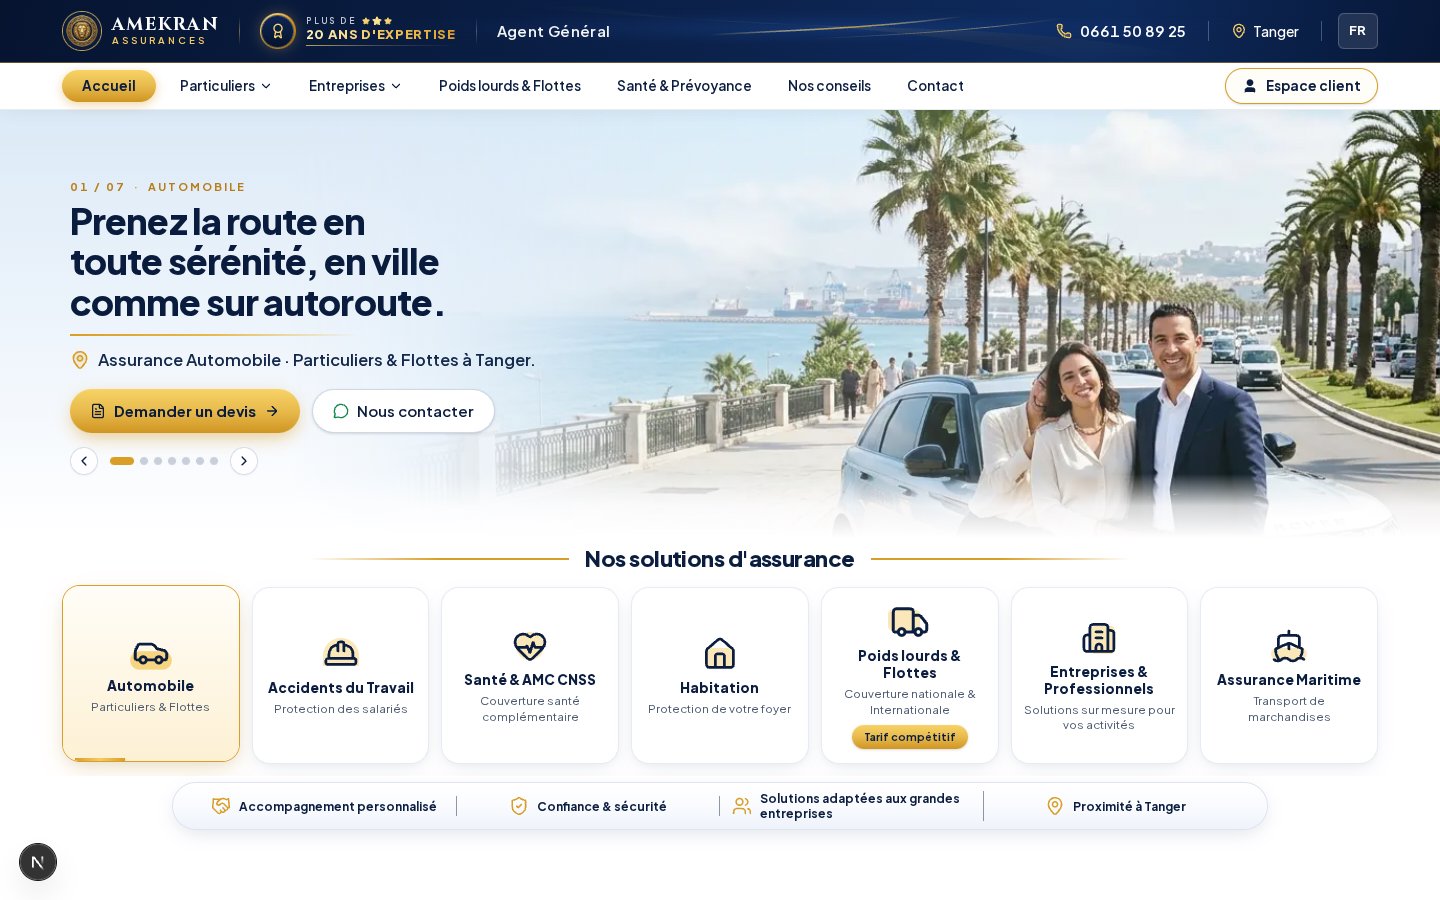 AMEKRAN
ASSURANCES
PLUS DE
20 ANS D'EXPERTISE
Agent Général
0661 50 89 25
Tanger
FR
Accueil
Particuliers
Entreprises
Poids lourds & Flottes
Santé & Prévoyance
Nos conseils
Contact
Espace client
01 / 07 · AUTOMOBILE
Prenez la route en
toute sérénité, en ville
comme sur autoroute.
Assurance Automobile · Particuliers & Flottes à Tanger.
Demander un devis
Nous contacter
Nos solutions d'assurance
Automobile
Particuliers & Flottes
Accidents du Travail
Protection des salariés
Santé & AMC CNSS
Couverture santé
complémentaire
Habitation
Protection de votre foyer
Poids lourds &
Flottes
Couverture nationale &
Internationale
Tarif compétitif
Entreprises &
Professionnels
Solutions sur mesure pour
vos activités
Assurance Maritime
Transport de
marchandises
Accompagnement personnalisé
Confiance & sécurité
Solutions adaptées aux grandes
entreprises
Proximité à Tanger
N